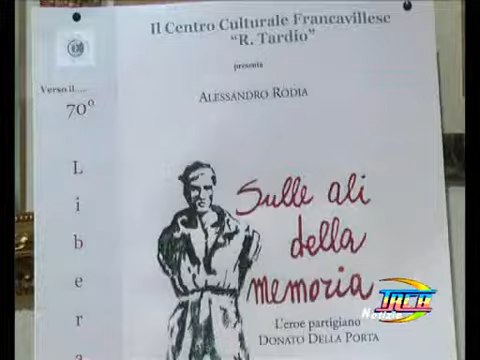 Il Centro Culturale Francavillese
"R. Tardio"
presenta
Verso il....
70°
ALESSANDRO RODIA
L
i
b
e
r
a
Sulle ali
della
memoria
L'eroe partigiano
DONATO DELLA PORTA
Notizie